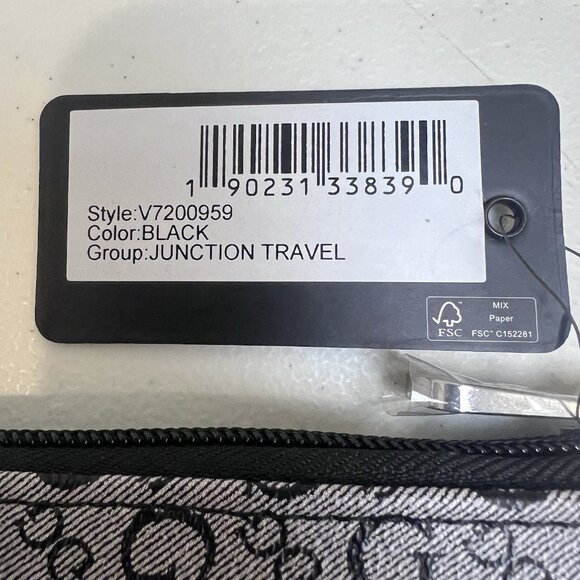 1 90231 33839 0
Style:V7200959
Color:BLACK
Group:JUNCTION TRAVEL
MIX
Paper
FSC™ C152281
FSC